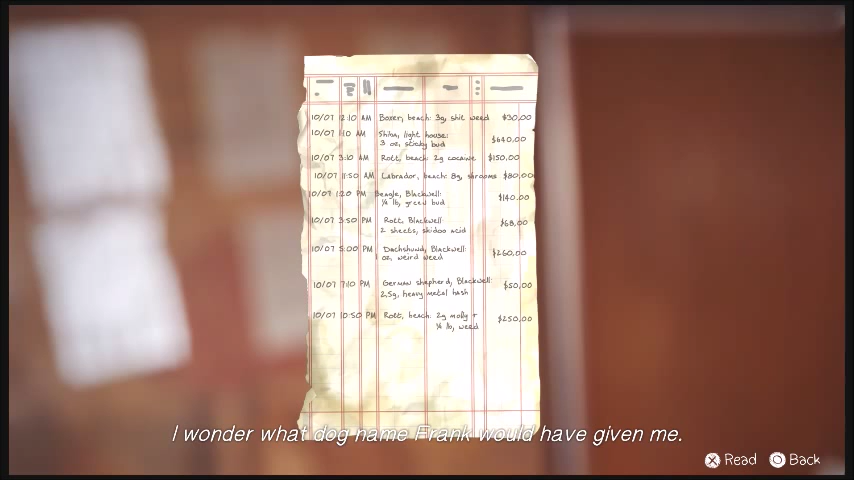 10/07 12:10 AM Boxer, beach: 3g, shit weed $30,00
10/07 1:10 AM Shiba, light house: $640,00
3 oz, sticky bud
10/07 3:10 AM Rott, beach: 2g cocaine $150,00
10/07 11:50 AM Labrador, beach: 8g, shrooms $80,00
10/07 1:20 PM Beagle, Blackwell: $140.00
¼ lb, green bud
10/07 3:50 PM Rott, Blackwell: $68,00
2 sheets, skidoo acid
10/07 5:00 PM Dachshund, Blackwell: $260,00
1 oz, weird weed
10/07 7:10 PM German shepherd, Blackwell: $50,00
2,5g, heavy metal hash
10/07 10:50 PM Rott, beach: 2g molly + $250,00
¼ lb, weed
I wonder what dog name Frank would have given me.
Read Back